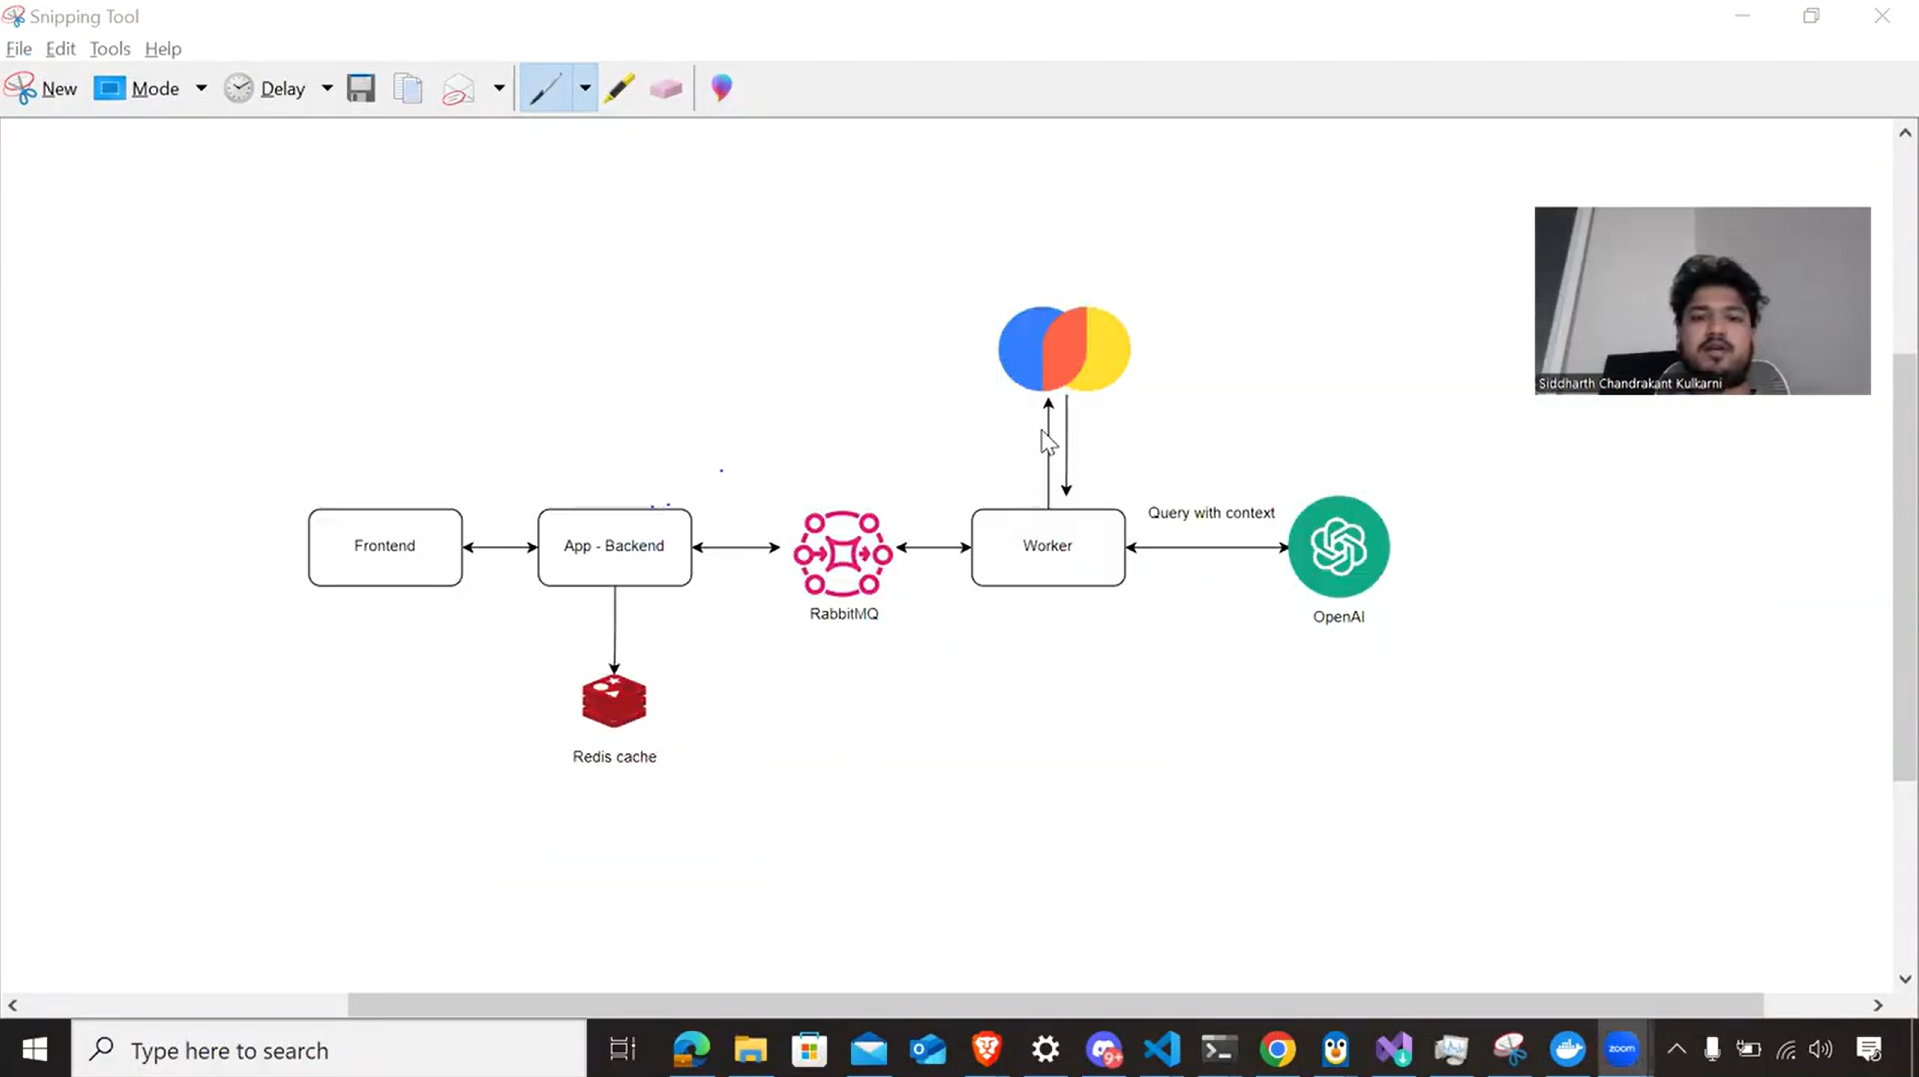 Snipping Tool
File Edit Tools Help
New Mode Delay
Siddharth Chandrakant Kulkarni
Query with context
Frontend
App - Backend
Worker
RabbitMQ
OpenAI
Redis cache
Type here to search
9+
zoom